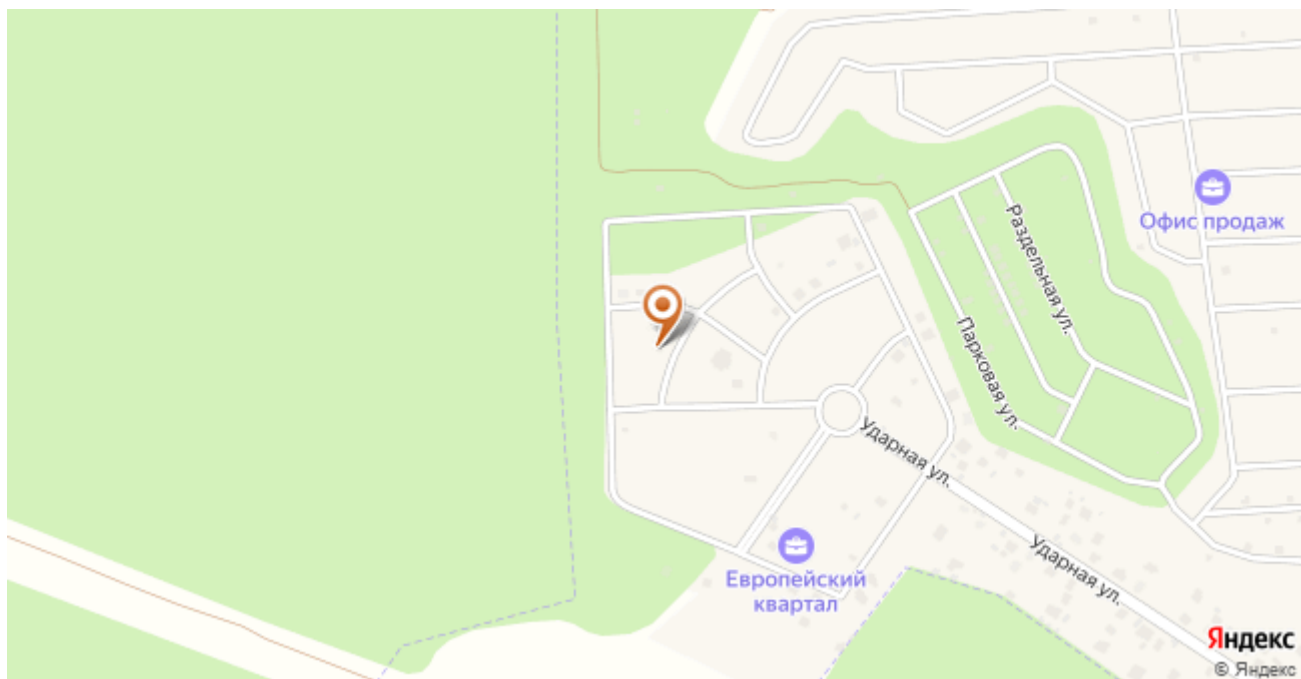 Офис продаж
Раздельная ул.
Парковая ул.
Ударная ул.
Ударная ул.
Европейский
квартал
Яндекс
© Яндекс